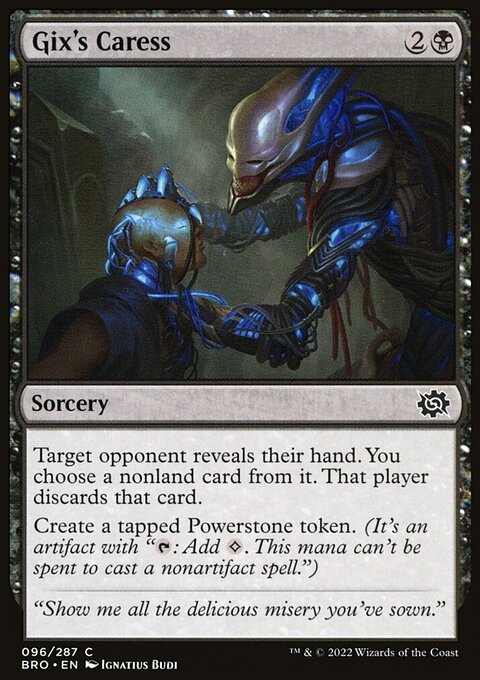 Gix's Caress 2
Sorcery
Target opponent reveals their hand. You
choose a nonland card from it. That player
discards that card.
Create a tapped Powerstone token. (It's an
artifact with “: Add . This mana can't be
spent to cast a nonartifact spell.”)
“Show me all the delicious misery you've sown.”
096/287 C
BRO • EN Ignatius Budi
™ & © 2022 Wizards of the Coast